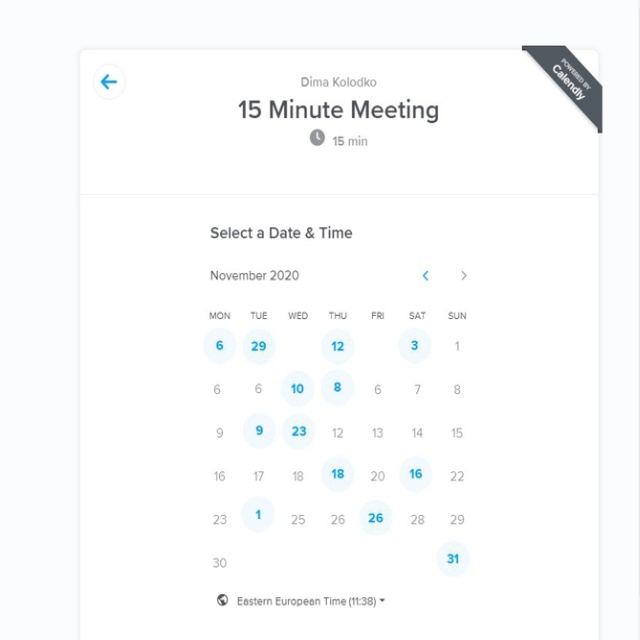 POWERED BY
Calendly
Dima Kolodko
15 Minute Meeting
15 min
Select a Date & Time
November 2020
MON TUE WED THU FRI SAT SUN
6 29 12 3 1
6 6 10 8 6 7 8
9 9 23 12 13 14 15
16 17 18 18 20 16 22
23 1 25 26 26 28 29
30 31
Eastern European Time (11:38)